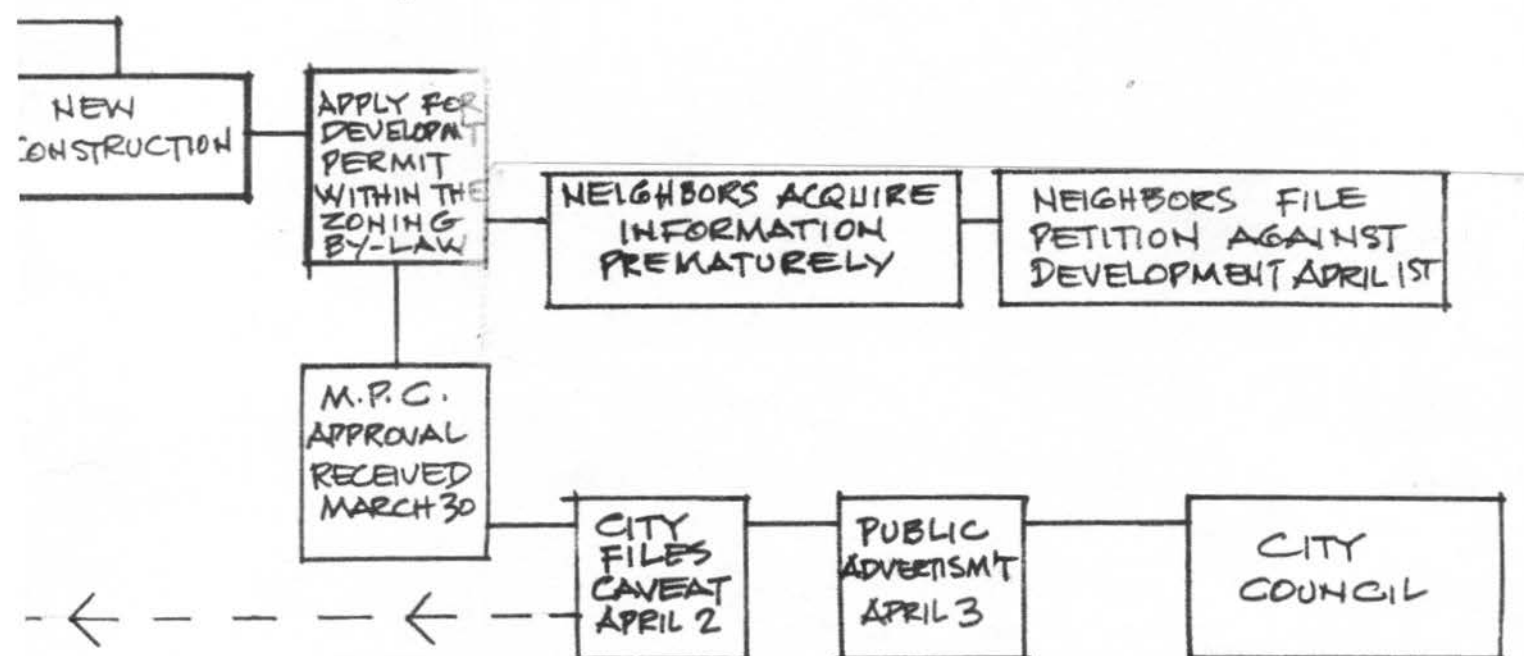 NEW
CONSTRUCTION
APPLY FOR
DEVELOPM'T
PERMIT
WITHIN THE
ZONING
BY-LAW
NEIGHBORS ACQUIRE
INFORMATION
PREMATURELY
NEIGHBORS FILE
PETITION AGAINST
DEVELOPMENT APRIL 1ST
M.P.C.
APPROVAL
RECEIVED
MARCH 30
CITY
FILES
CAVEAT
APRIL 2
PUBLIC
ADVERTISM'T
APRIL 3
CITY
COUNCIL